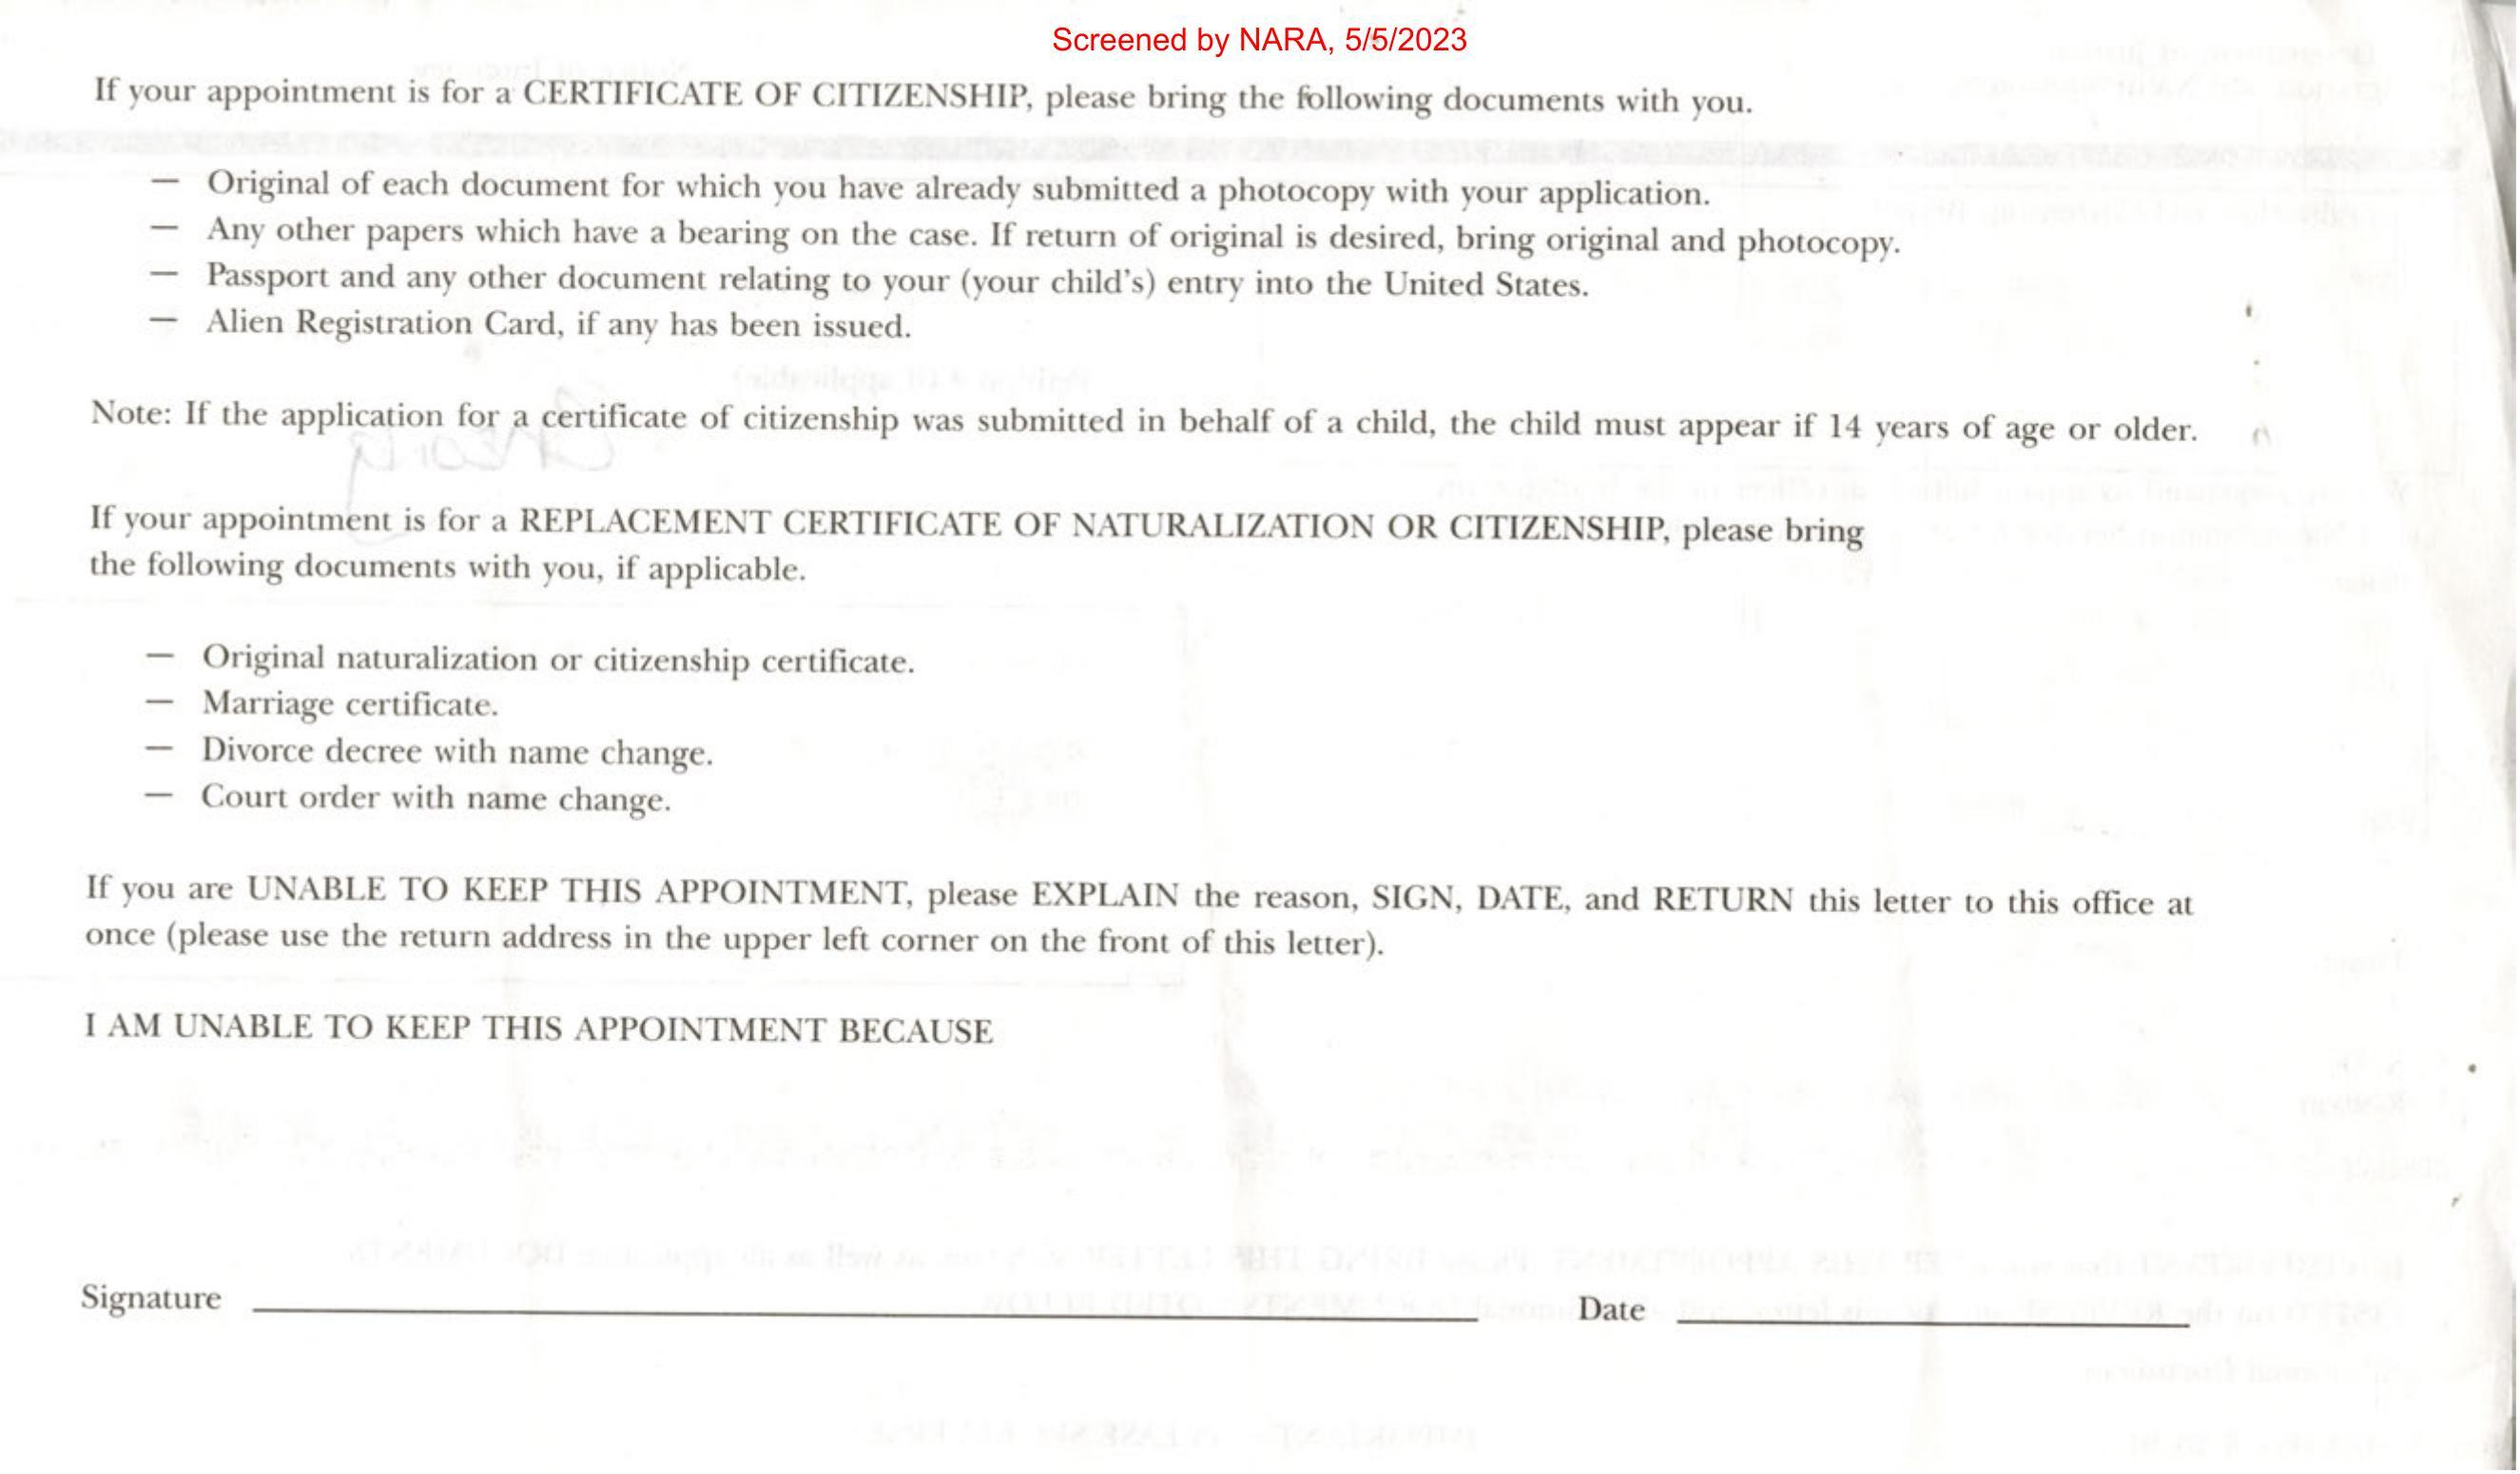 Screened by NARA, 5/5/2023
If your appointment is for a CERTIFICATE OF CITIZENSHIP, please bring the following documents with you.
— Original of each document for which you have already submitted a photocopy with your application.
— Any other papers which have a bearing on the case. If return of original is desired, bring original and photocopy.
— Passport and any other document relating to your (your child's) entry into the United States.
— Alien Registration Card, if any has been issued.
Note: If the application for a certificate of citizenship was submitted in behalf of a child, the child must appear if 14 years of age or older.
If your appointment is for a REPLACEMENT CERTIFICATE OF NATURALIZATION OR CITIZENSHIP, please bring
the following documents with you, if applicable.
— Original naturalization or citizenship certificate.
— Marriage certificate.
— Divorce decree with name change.
— Court order with name change.
If you are UNABLE TO KEEP THIS APPOINTMENT, please EXPLAIN the reason, SIGN, DATE, and RETURN this letter to this office at
once (please use the return address in the upper left corner on the front of this letter).
I AM UNABLE TO KEEP THIS APPOINTMENT BECAUSE
Signature Date